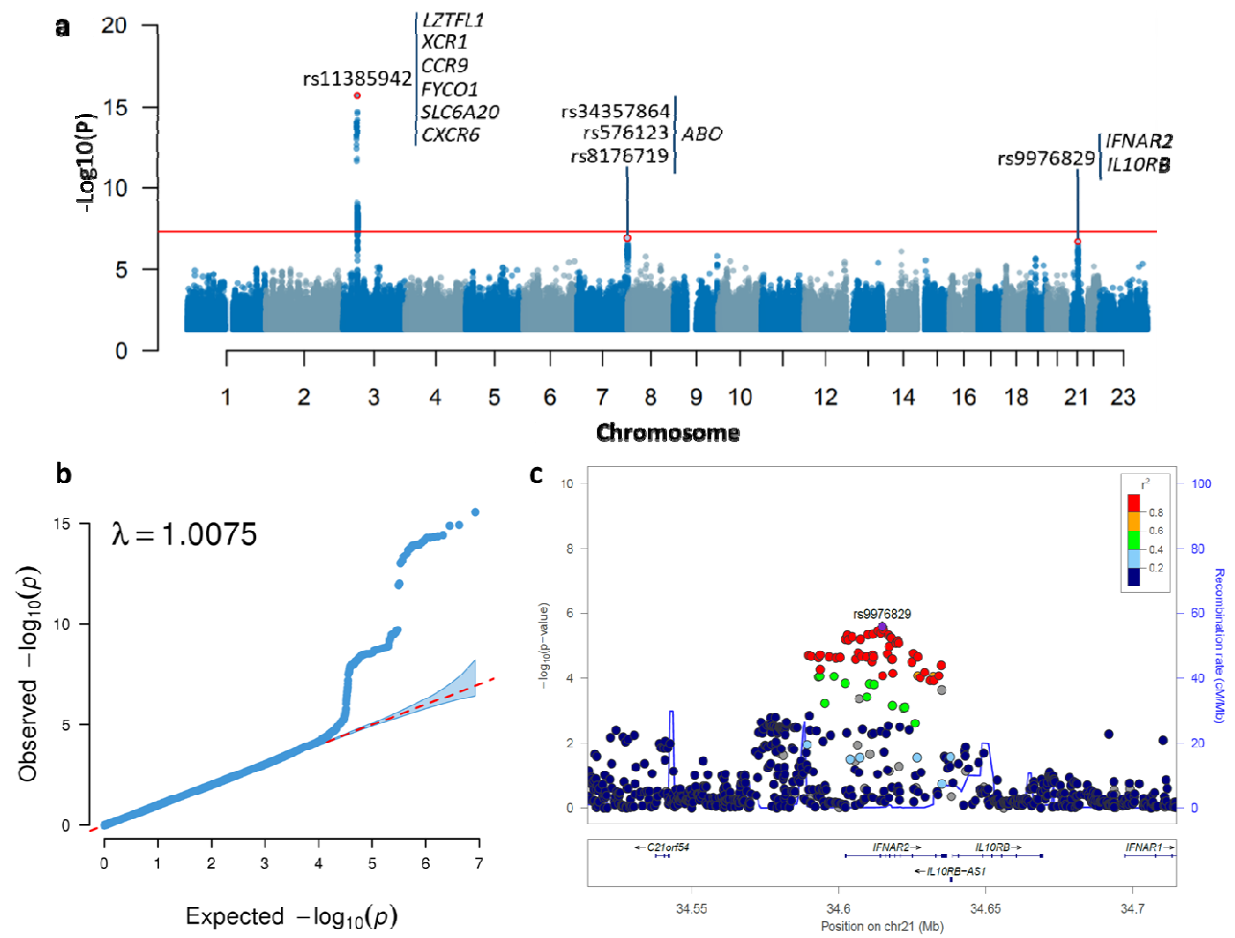 a
-Log10(P)
20
15
10
5
0
rs11385942
LZTFL1
XCR1
CCR9
FYCO1
SLC6A20
CXCR6
rs34357864
rs576123
rs8176719
ABO
rs9976829
IFNAR2
IL10RB
1 2 3 4 5 6 7 8 9 10 12 14 16 18 21 23
Chromosome
b
λ = 1.0075
Observed −log10(p)
15
10
5
0
0 1 2 3 4 5 6 7
Expected −log10(p)
c
− log10(p−value)
10
8
6
4
2
0
rs9976829
r2
0.8
0.6
0.4
0.2
100
80
60
40
20
0
Recombination rate (cM/Mb)
←C21orf54
IFNAR2→
IL10RB→
IFNAR1→
←IL10RB-AS1
34.55 34.6 34.65 34.7
Position on chr21 (Mb)